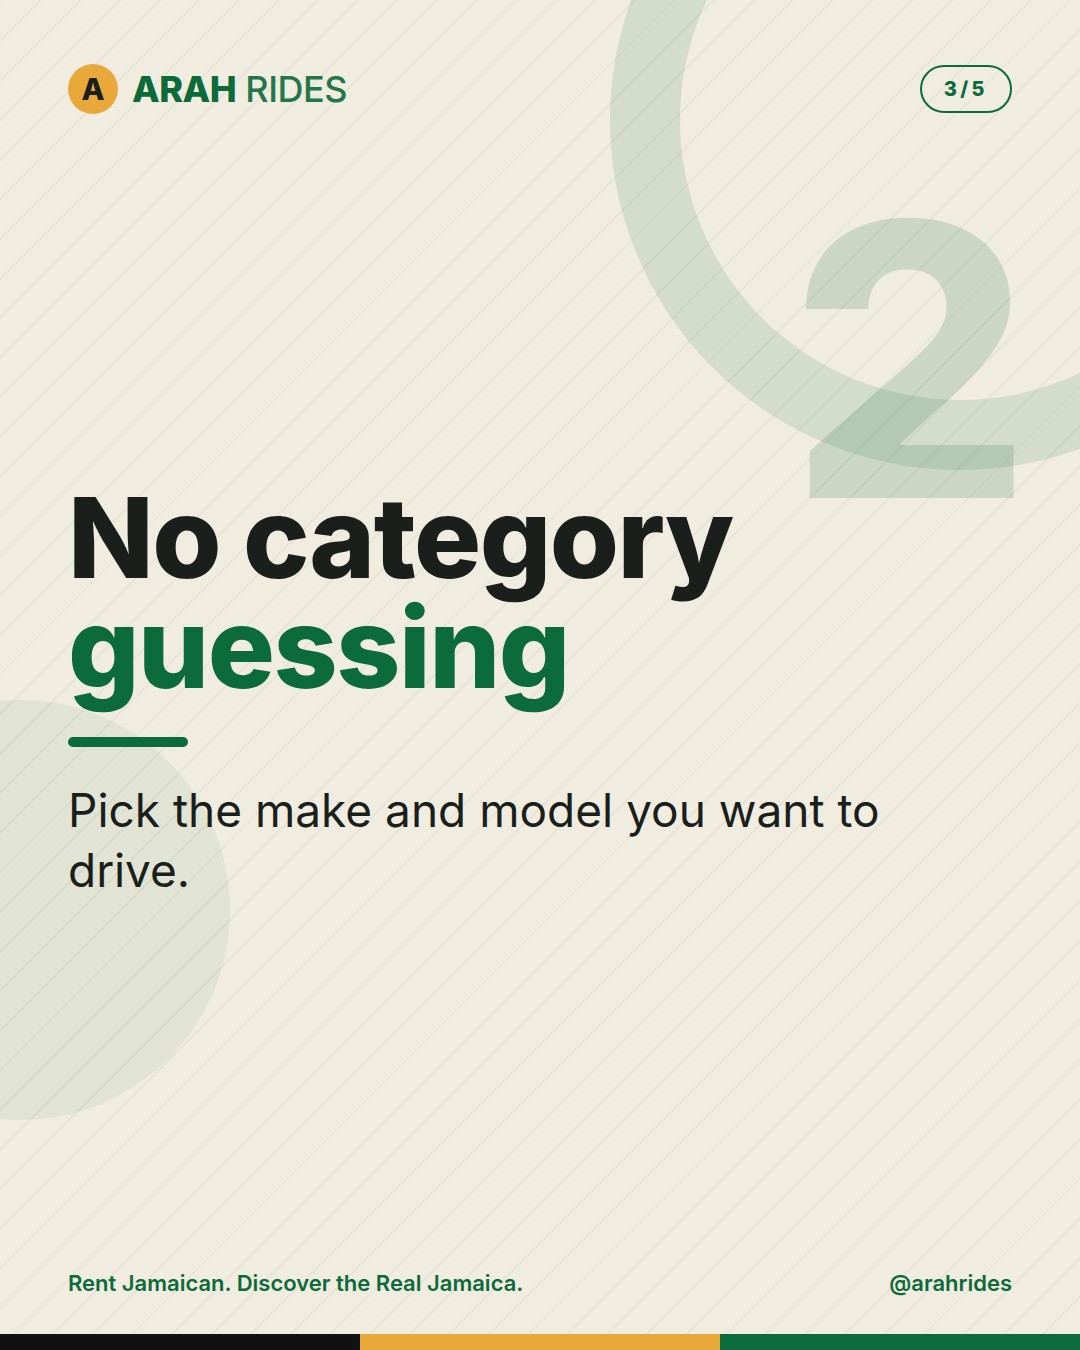 A ARAH RIDES
3/5
2
No category
guessing
Pick the make and model you want to
drive.
Rent Jamaican. Discover the Real Jamaica.
@arahrides